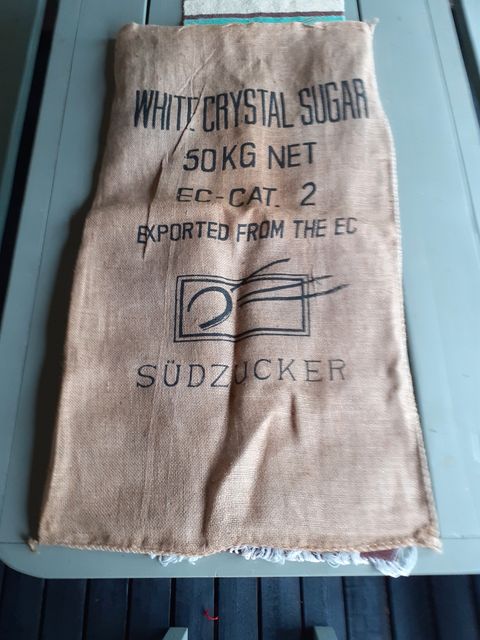 WHITE CRYSTAL SUGAR
50KG NET
EC-CAT. 2
EXPORTED FROM THE EC
SÜDZUCKER